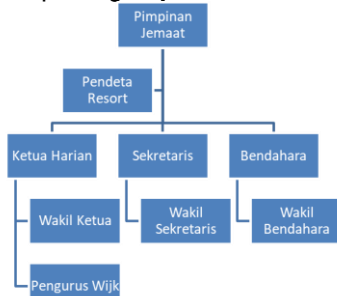 Pimpinan
Jemaat
Pendeta
Resort
Ketua Harian
Sekretaris
Bendahara
Wakil Ketua
Wakil
Sekretaris
Wakil
Bendahara
Pengurus Wijk